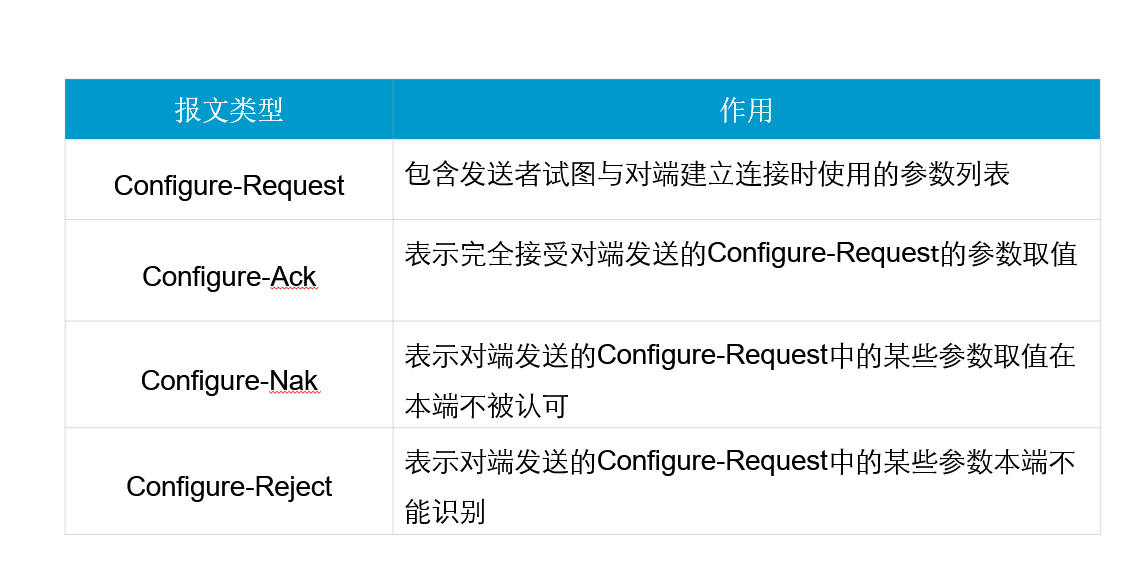 报文类型
作用
Configure-Request
包含发送者试图与对端建立连接时使用的参数列表
Configure-Ack
表示完全接受对端发送的Configure-Request的参数取值
Configure-Nak
表示对端发送的Configure-Request中的某些参数取值在
本端不被认可
Configure-Reject
表示对端发送的Configure-Request中的某些参数本端不
能识别